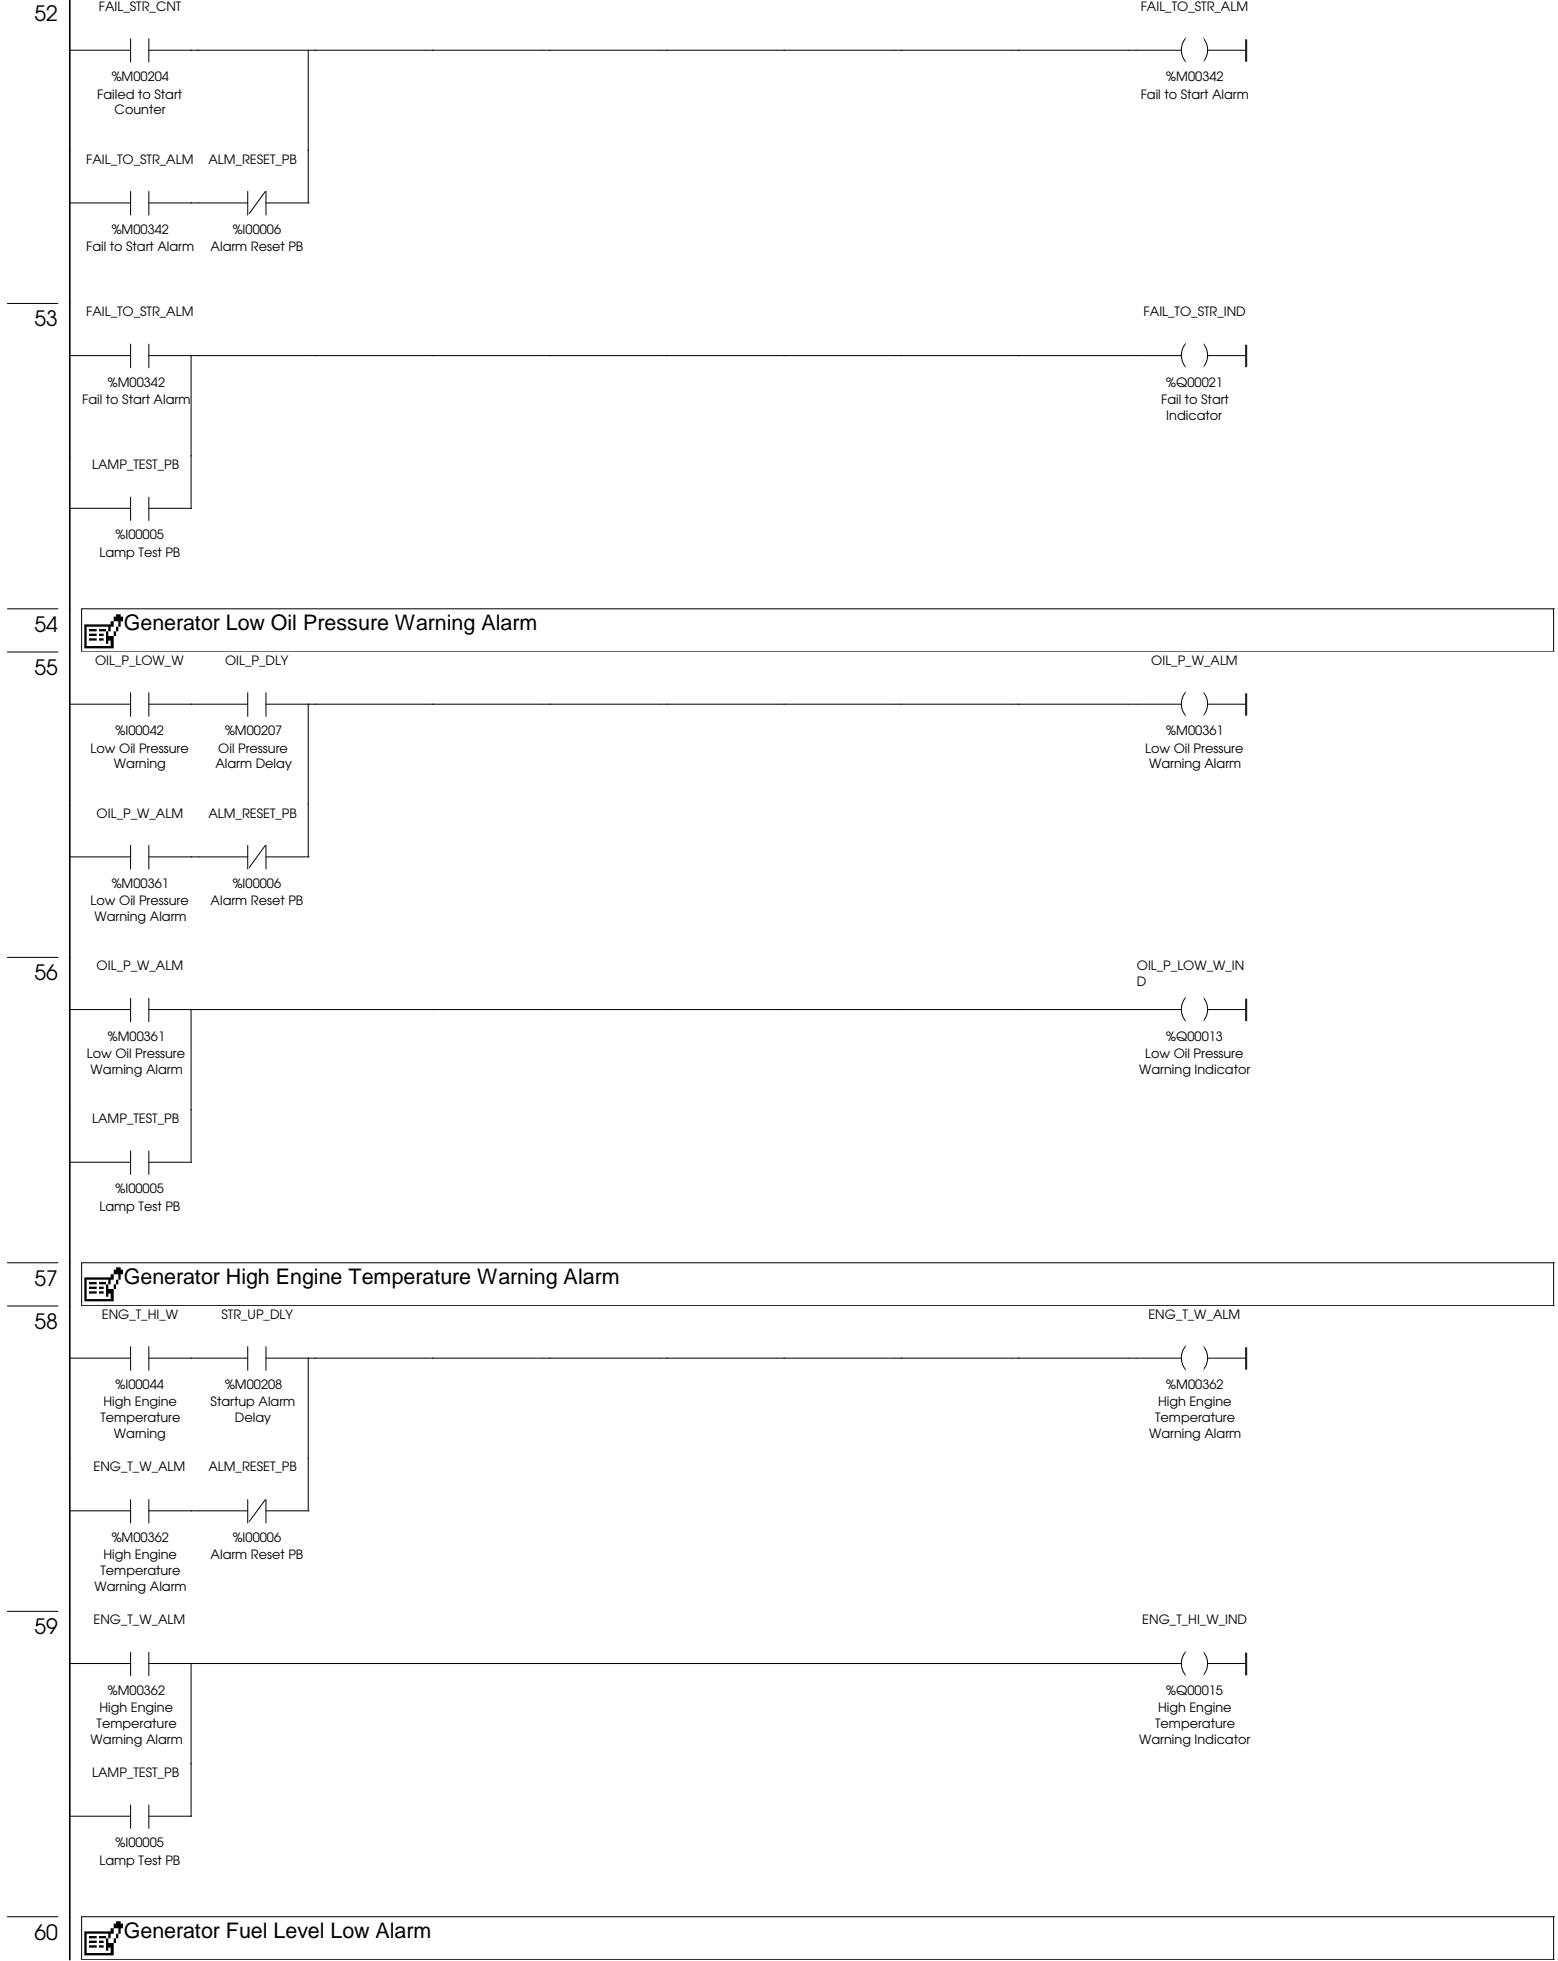 52
FAIL_STR_CNT
FAIL_TO_STR_ALM
%M00204
Failed to Start
Counter
%M00342
Fail to Start Alarm
FAIL_TO_STR_ALM
ALM_RESET_PB
%M00342
Fail to Start Alarm
%I00006
Alarm Reset PB
53
FAIL_TO_STR_ALM
FAIL_TO_STR_IND
%M00342
Fail to Start Alarm
%Q00021
Fail to Start
Indicator
LAMP_TEST_PB
%I00005
Lamp Test PB
54
Generator Low Oil Pressure Warning Alarm
55
OIL_P_LOW_W
OIL_P_DLY
OIL_P_W_ALM
%I00042
Low Oil Pressure
Warning
%M00207
Oil Pressure
Alarm Delay
%M00361
Low Oil Pressure
Warning Alarm
OIL_P_W_ALM
ALM_RESET_PB
%M00361
Low Oil Pressure
Warning Alarm
%I00006
Alarm Reset PB
56
OIL_P_W_ALM
OIL_P_LOW_W_IN
D
%M00361
Low Oil Pressure
Warning Alarm
%Q00013
Low Oil Pressure
Warning Indicator
LAMP_TEST_PB
%I00005
Lamp Test PB
57
Generator High Engine Temperature Warning Alarm
58
ENG_T_HI_W
STR_UP_DLY
ENG_T_W_ALM
%I00044
High Engine
Temperature
Warning
%M00208
Startup Alarm
Delay
%M00362
High Engine
Temperature
Warning Alarm
ENG_T_W_ALM
ALM_RESET_PB
%M00362
High Engine
Temperature
Warning Alarm
%I00006
Alarm Reset PB
59
ENG_T_W_ALM
ENG_T_HI_W_IND
%M00362
High Engine
Temperature
Warning Alarm
%Q00015
High Engine
Temperature
Warning Indicator
LAMP_TEST_PB
%I00005
Lamp Test PB
60
Generator Fuel Level Low Alarm